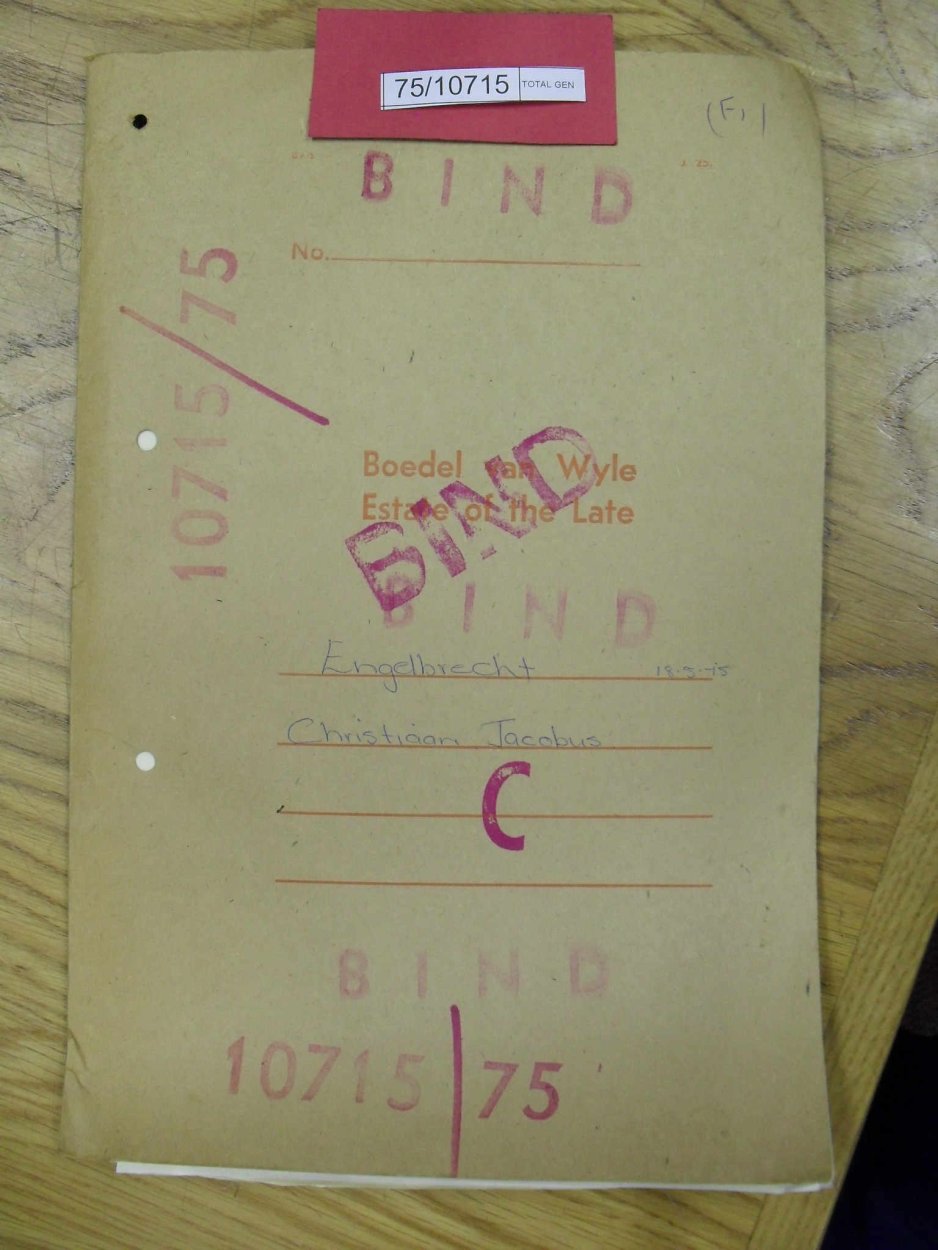 75/10715 TOTAL GEN
BIND
No.
10715/75
Boedel van Wyle
Estate of the Late
BIND
BIND
Engelbrecht 18-5-75
Christiaan Jacobus
C
BIND
10715/75